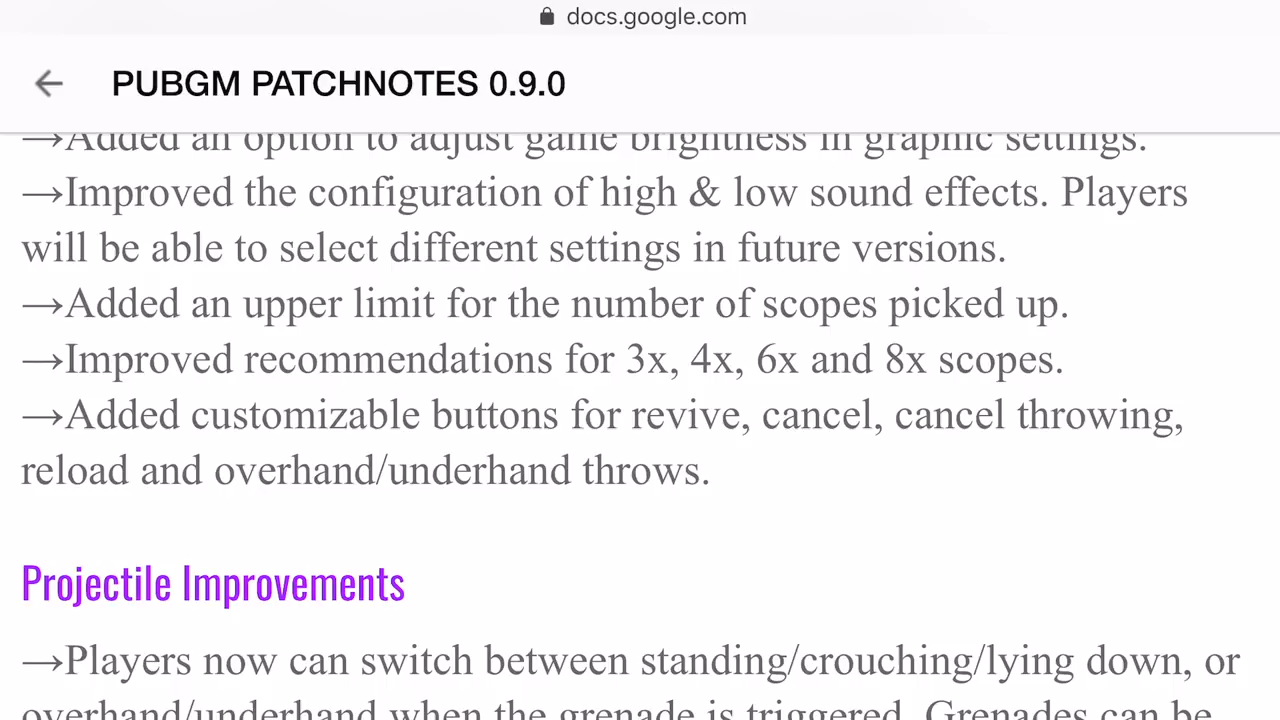 docs.google.com
PUBGM PATCHNOTES 0.9.0
→Added an option to adjust game brightness in graphic settings.
→Improved the configuration of high & low sound effects. Players
will be able to select different settings in future versions.
→Added an upper limit for the number of scopes picked up.
→Improved recommendations for 3x, 4x, 6x and 8x scopes.
→Added customizable buttons for revive, cancel, cancel throwing,
reload and overhand/underhand throws.
Projectile Improvements
→Players now can switch between standing/crouching/lying down, or
overhand/underhand when the grenade is triggered. Grenades can be